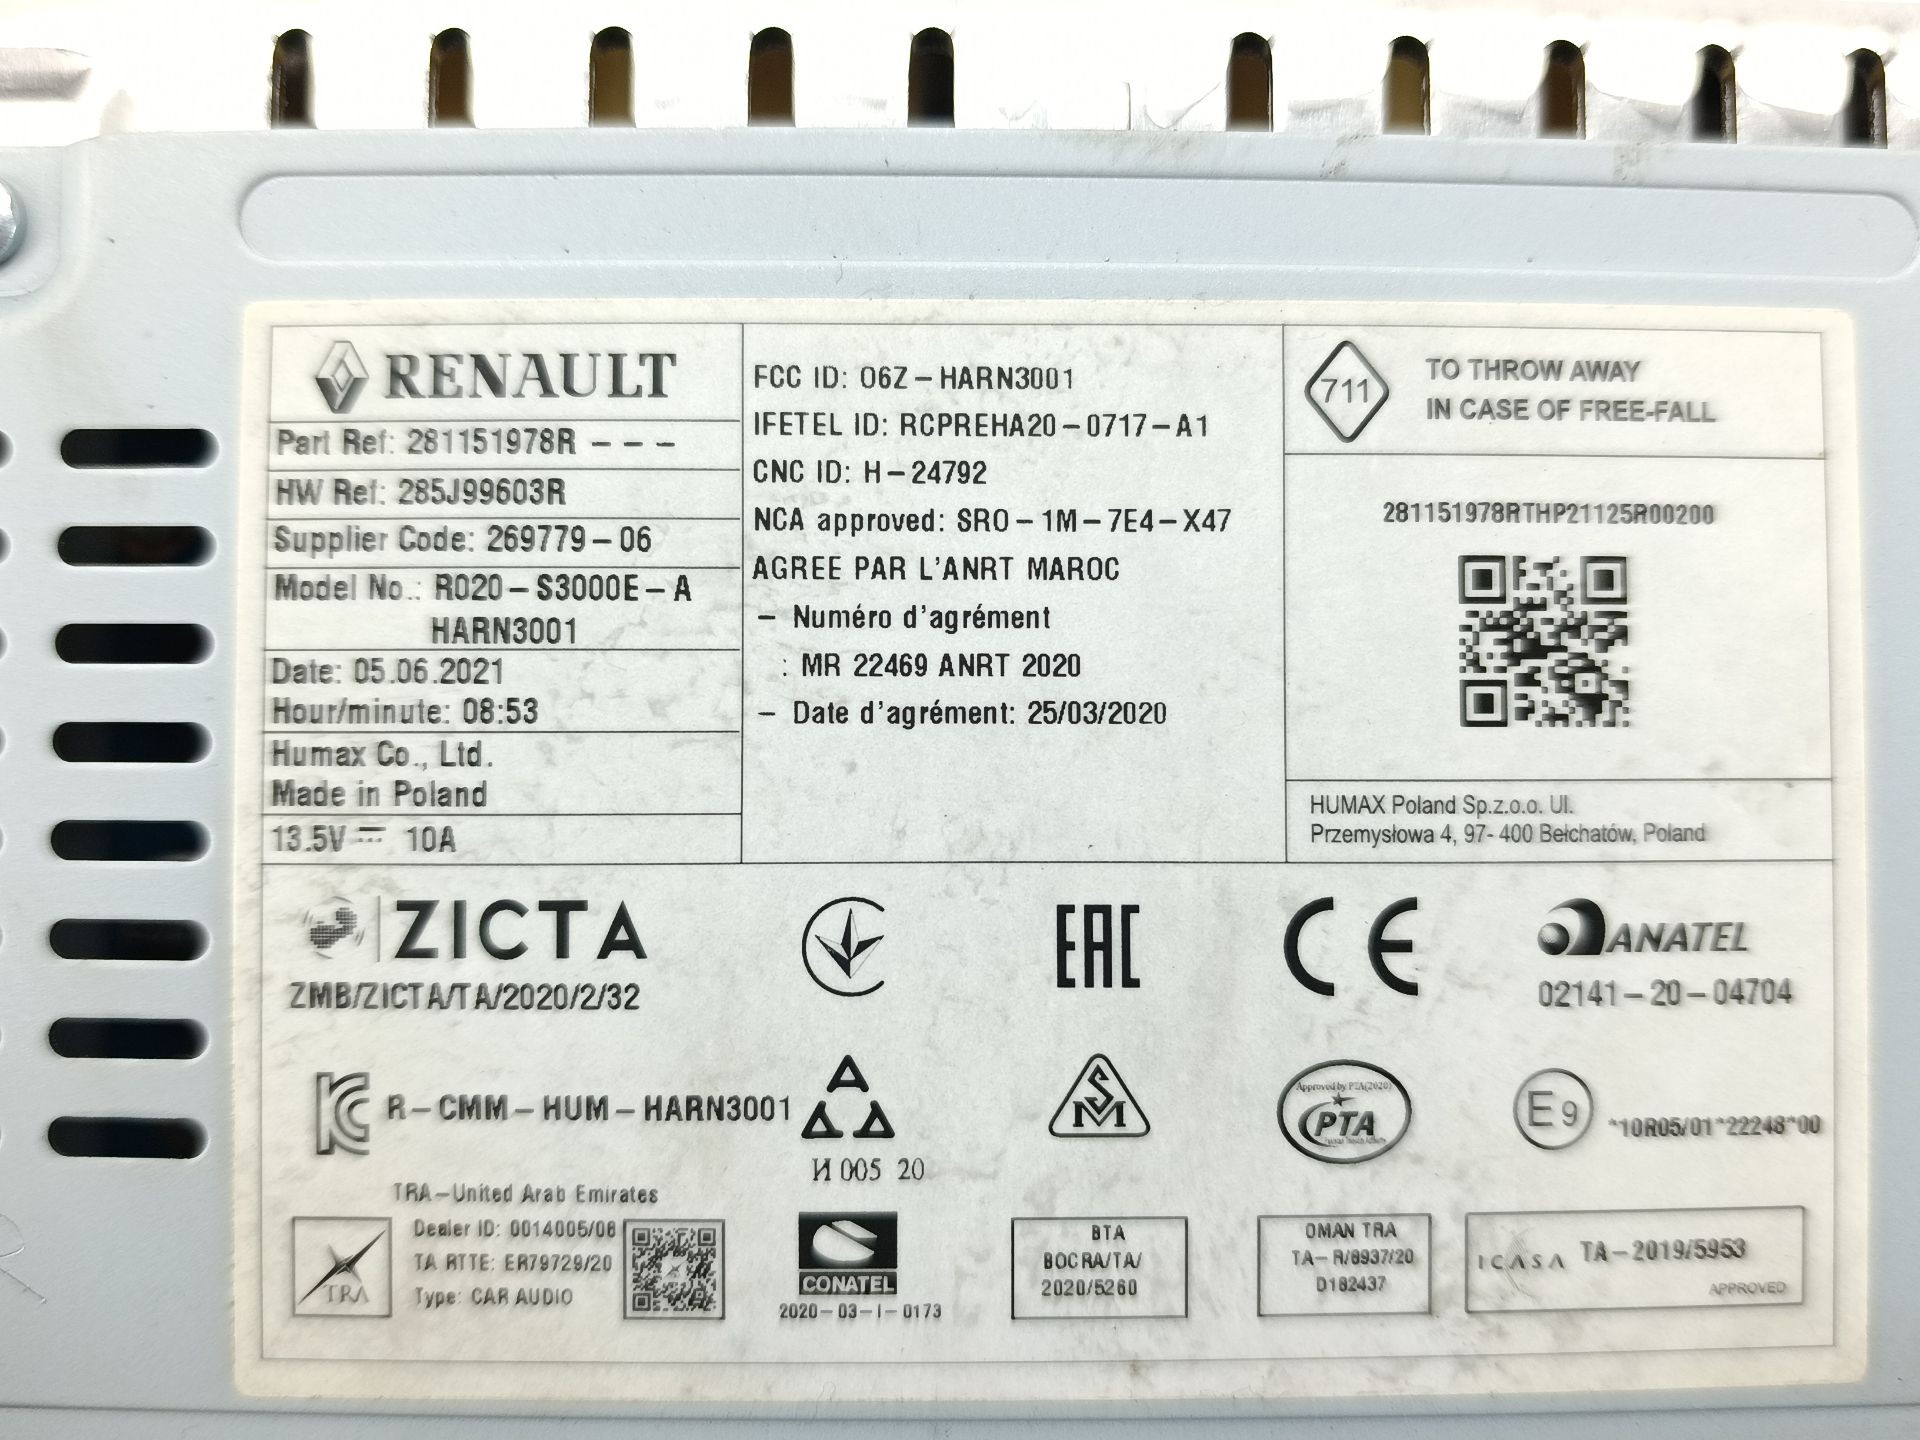 RENAULT
Part Ref: 281151978R - - -
HW Ref: 285J99603R
Supplier Code: 269779-06
Model No.: R020-S3000E-A
HARN3001
Date: 05.06.2021
Hour/minute: 08:53
Humax Co., Ltd.
Made in Poland
13.5V 10A
FCC ID: O6Z-HARN3001
IFETEL ID: RCPREHA20-0717-A1
CNC ID: H-24792
NCA approved: SRO-1M-7E4-X47
AGREE PAR L'ANRT MAROC
- Numéro d'agrément
: MR 22469 ANRT 2020
- Date d'agrément: 25/03/2020
711
TO THROW AWAY
IN CASE OF FREE-FALL
281151978RTHP21125R00200
HUMAX Poland Sp.z.o.o. Ul.
Przemysłowa 4, 97-400 Bełchatów, Poland
ZICTA
ZMB/ZICTA/TA/2020/2/32
EAC
CE
ANATEL
02141-20-04704
R-CMM-HUM-HARN3001
И 005 20
SM
Approved by PTA(2020)
PTA
E9
*10R05/01*22248*00
TRA-United Arab Emirates
Dealer ID: 0014005/08
TA RTTE: ER79729/20
Type: CAR AUDIO
TRA
CONATEL
2020-03-I-0173
BTA
BOCRA/TA/
2020/5260
OMAN TRA
TA-R/8937/20
D182437
ICASA TA-2019/5953
APPROVED